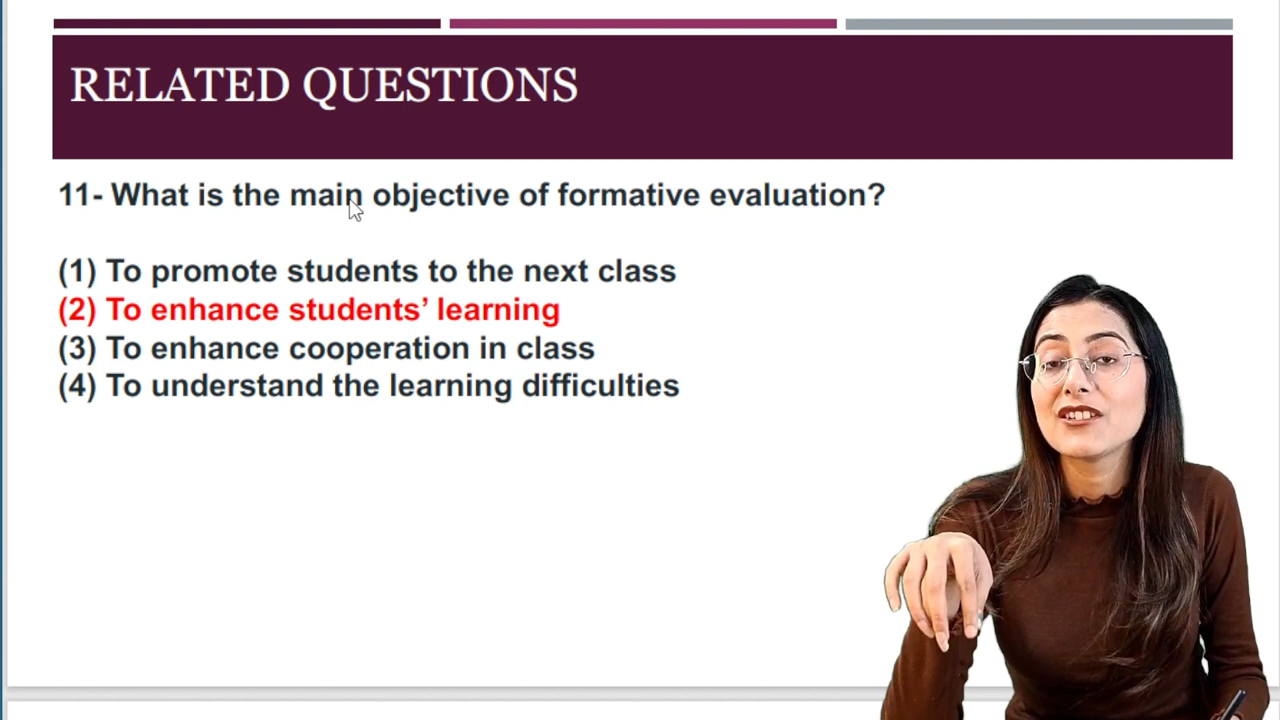 RELATED QUESTIONS
11- What is the main objective of formative evaluation?
(1) To promote students to the next class
(2) To enhance students’ learning
(3) To enhance cooperation in class
(4) To understand the learning difficulties